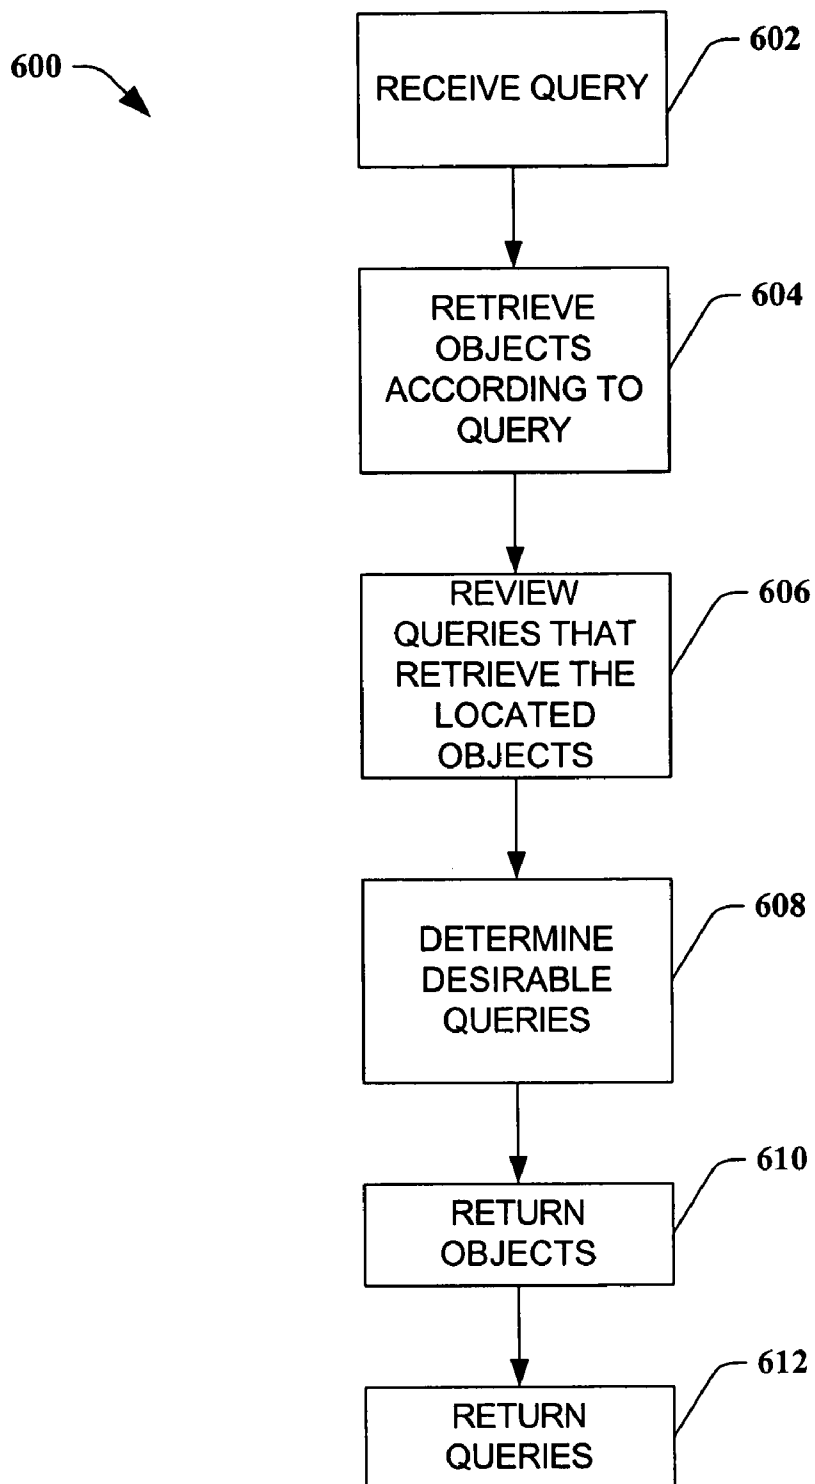 600
RECEIVE QUERY
602
RETRIEVE
OBJECTS
ACCORDING TO
QUERY
604
REVIEW
QUERIES THAT
RETRIEVE THE
LOCATED
OBJECTS
606
DETERMINE
DESIRABLE
QUERIES
608
RETURN
OBJECTS
610
RETURN
QUERIES
612